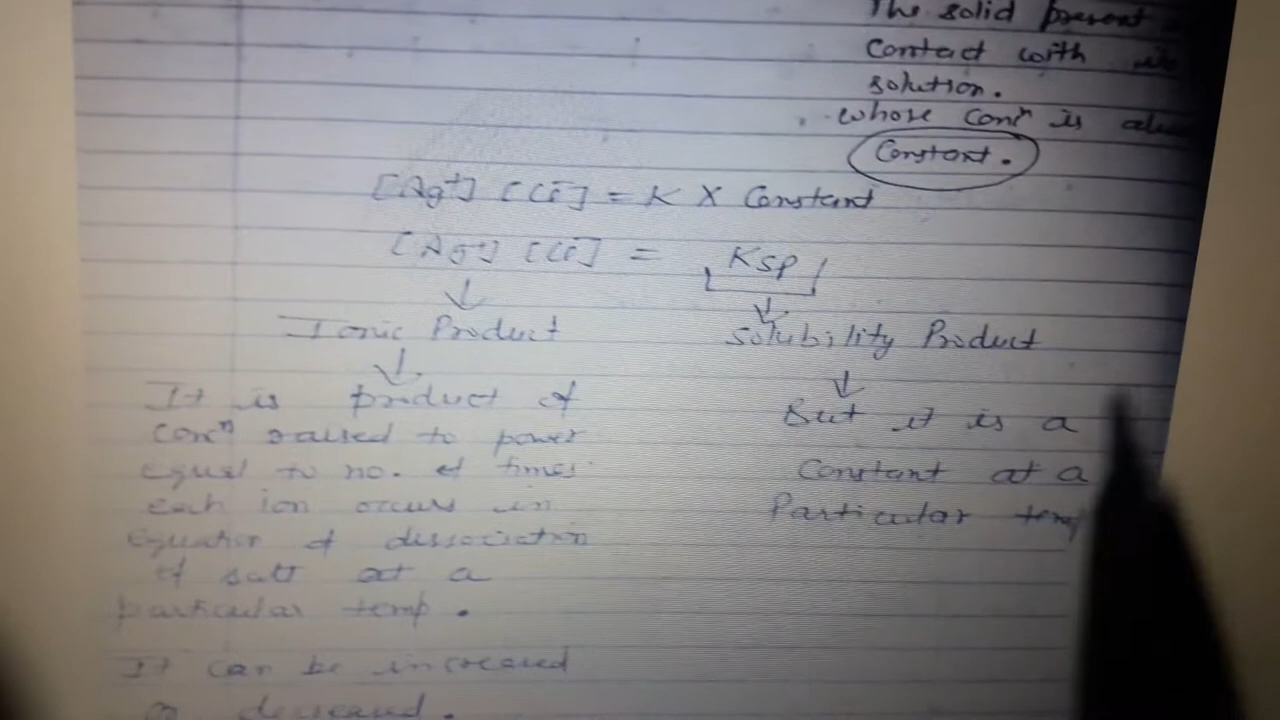 The solid present
Contact with
solution.
whose concⁿ is
Constant.
[Ag⁺] [Cl⁻] = K X Constant
[Ag⁺] [Cl⁻] = Ksp
Ionic Product
Solubility Product
It is product of
concⁿ raised to power
equal to no. of times
each ion occurs in
equation of dissociation
of salt at a
particular temp.
It can be increased
or decreased.
But it is a
Constant at a
Particular temp